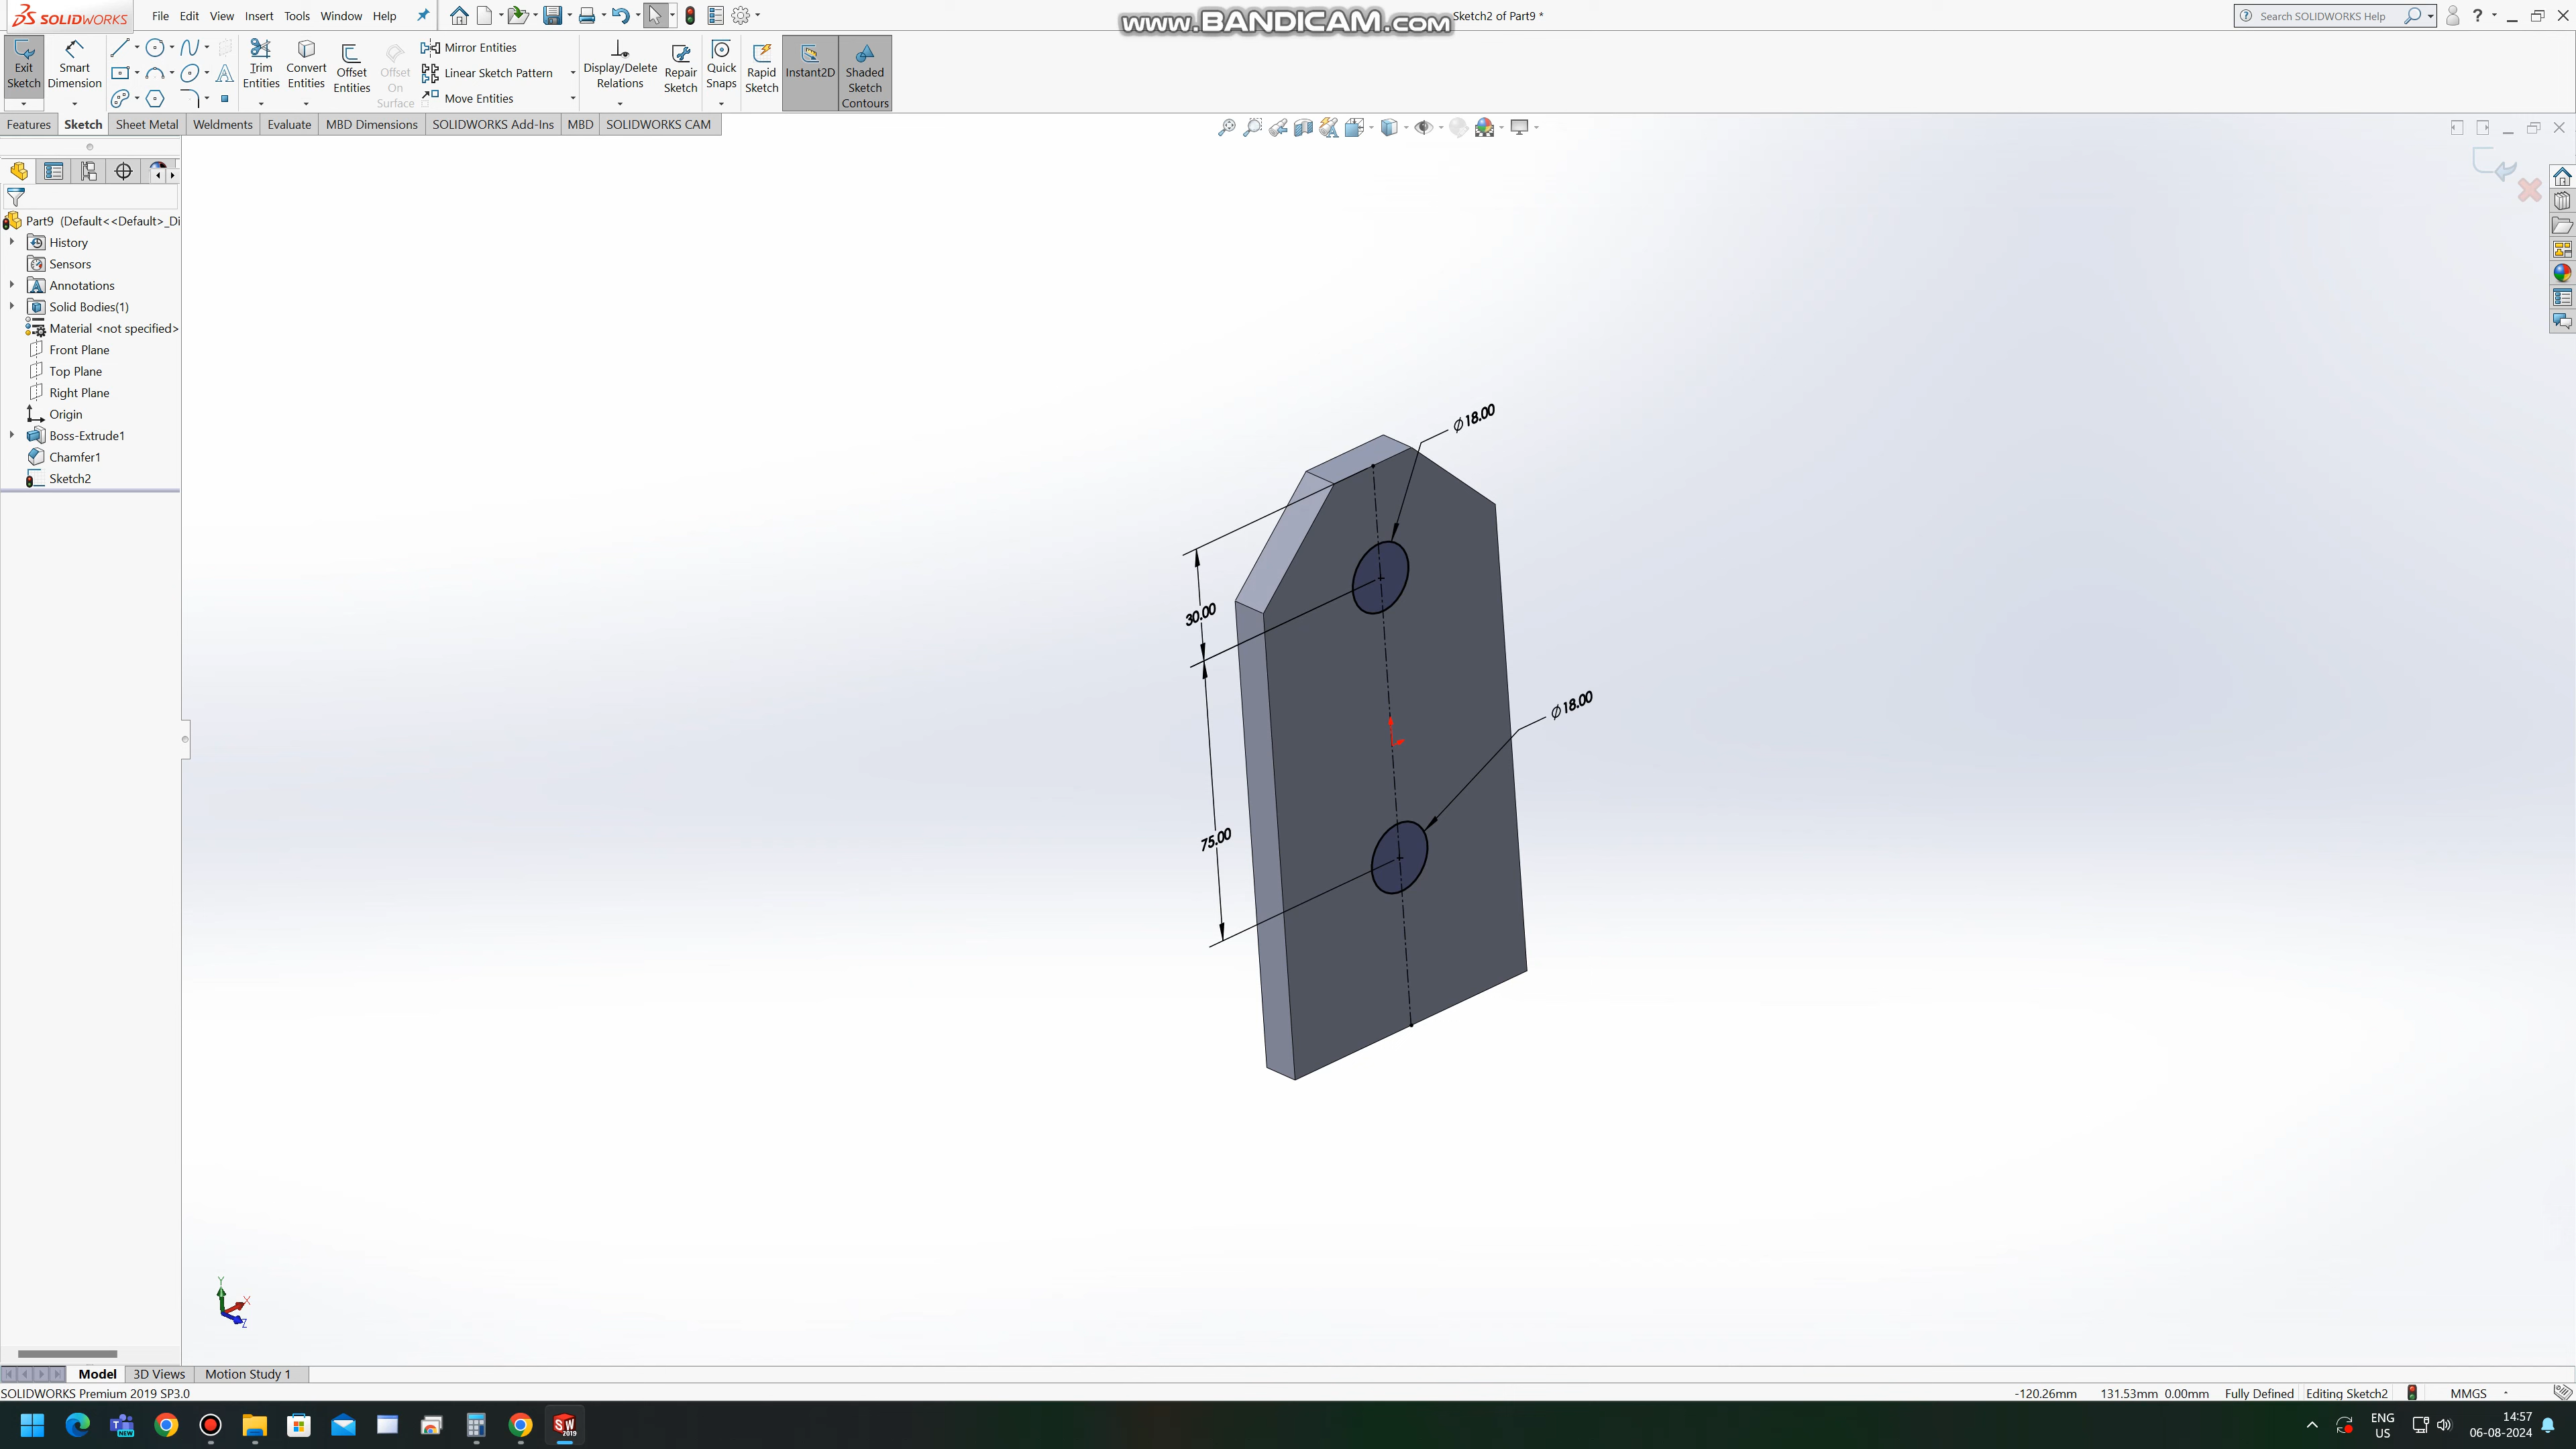 SOLIDWORKS File Edit View Insert Tools Window Help
www.BANDICAM.com Sketch2 of Part9 *
Search SOLIDWORKS Help
Exit Sketch
Smart Dimension
Trim Entities
Convert Entities
Offset Entities
Offset On Surface
Mirror Entities
Linear Sketch Pattern
Move Entities
Display/Delete Relations
Repair Sketch
Quick Snaps
Rapid Sketch
Instant2D
Shaded Sketch Contours
Features Sketch Sheet Metal Weldments Evaluate MBD Dimensions SOLIDWORKS Add-Ins MBD SOLIDWORKS CAM
Part9 (Default<<Default>_Di
History
Sensors
Annotations
Solid Bodies(1)
Material <not specified>
Front Plane
Top Plane
Right Plane
Origin
Boss-Extrude1
Chamfer1
Sketch2
⌀18.00
30.00
⌀18.00
75.00
Y
X
Z
Model 3D Views Motion Study 1
SOLIDWORKS Premium 2019 SP3.0
-120.26mm 131.53mm 0.00mm Fully Defined Editing Sketch2 MMGS
NEW
SW 2019
ENG US
14:57
06-08-2024